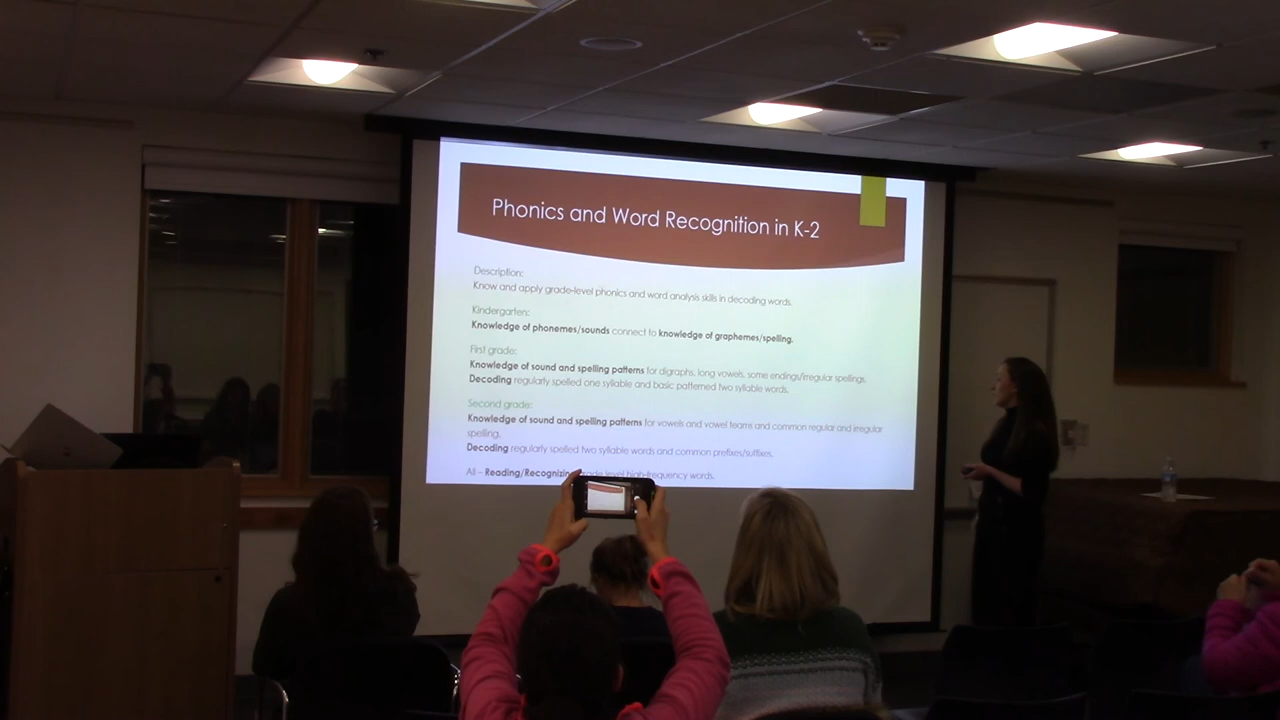 Phonics and Word Recognition in K-2
Description:
Know and apply grade-level phonics and word analysis skills in decoding words.
Kindergarten:
Knowledge of phonemes/sounds connect to knowledge of graphemes/spelling.
First grade:
Knowledge of sound and spelling patterns for digraphs, long vowels, some endings/irregular spellings.
Decoding regularly spelled one syllable and basic patterned two syllable words.
Second grade:
Knowledge of sound and spelling patterns for vowels and vowel teams and common regular and irregular
spelling.
Decoding regularly spelled two syllable words and common prefixes/suffixes.
All – Reading/Recognizing grade level high-frequency words.